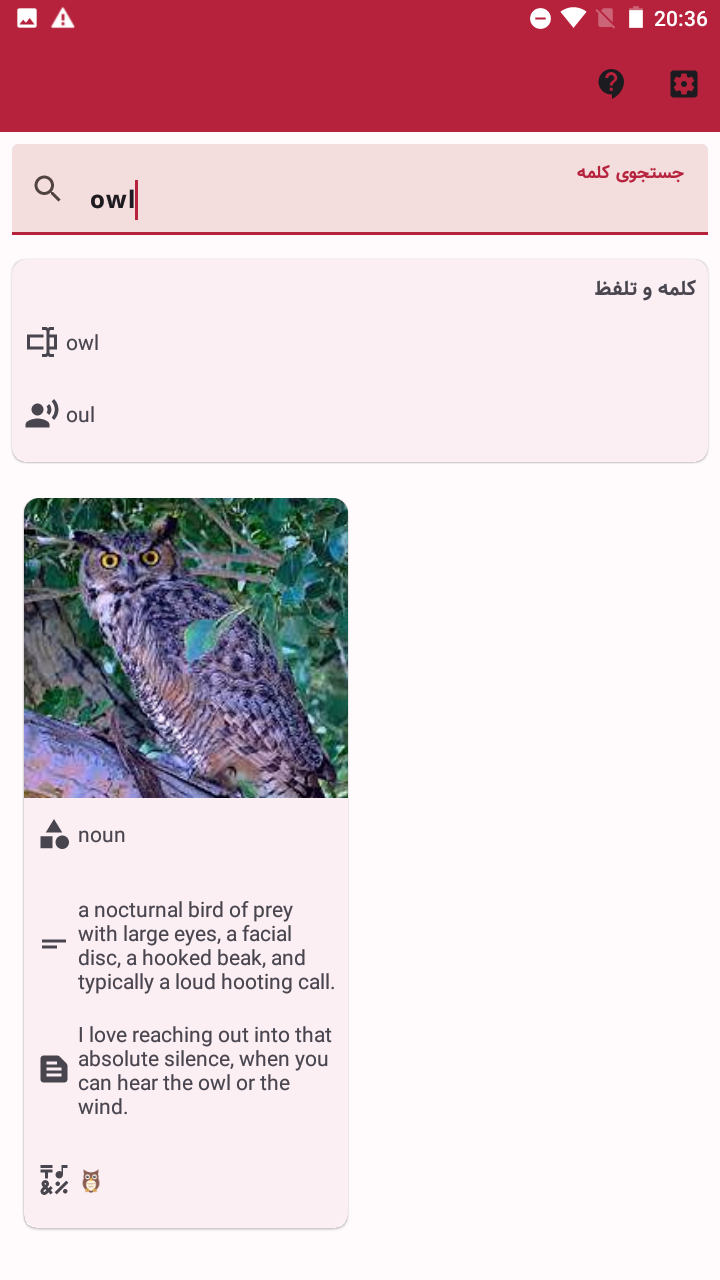 20:36
جستجوی کلمه
owl
کلمه و تلفظ
owl
oul
noun
a nocturnal bird of prey
with large eyes, a facial
disc, a hooked beak, and
typically a loud hooting call.
I love reaching out into that
absolute silence, when you
can hear the owl or the
wind.
🦉